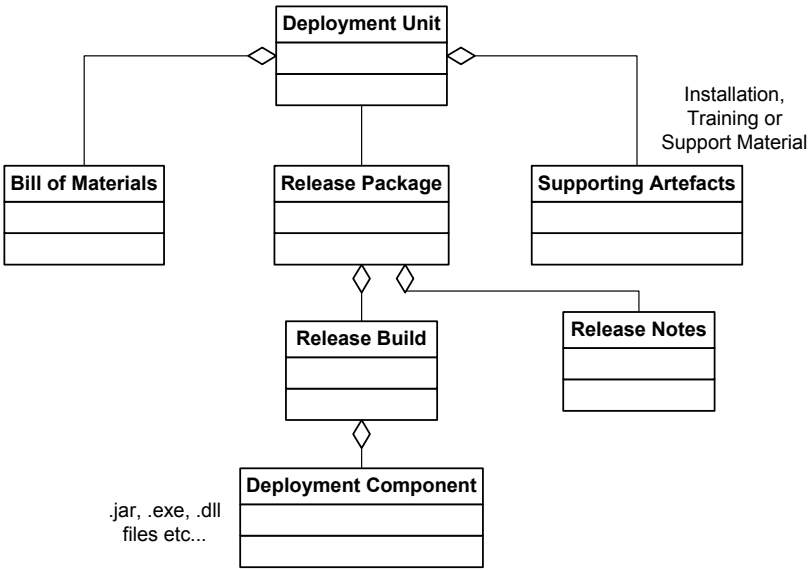 Deployment Unit
Installation,
Training or
Support Material
Bill of Materials
Release Package
Supporting Artefacts
Release Build
Release Notes
Deployment Component
.jar, .exe, .dll
files etc...